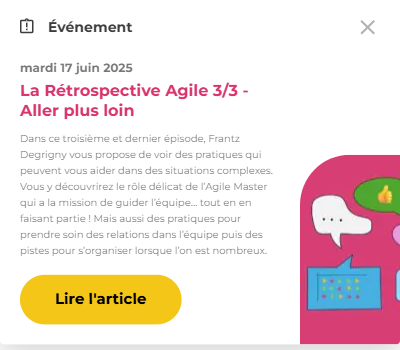 Événement
mardi 17 juin 2025
La Rétrospective Agile 3/3 -
Aller plus loin
Dans ce troisième et dernier épisode, Frantz
Degrigny vous propose de voir des pratiques qui
peuvent vous aider dans des situations complexes.
Vous y découvrirez le rôle délicat de l'Agile Master
qui a la mission de guider l'équipe… tout en en
faisant partie ! Mais aussi des pratiques pour
prendre soin des relations dans l'équipe puis des
pistes pour s'organiser lorsque l'on est nombreux.
Lire l'article